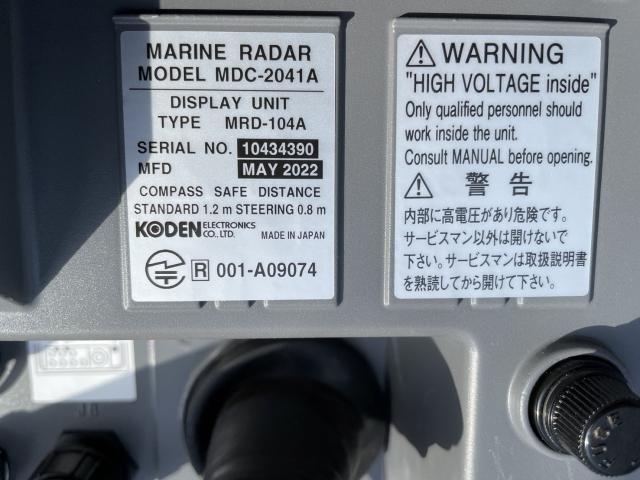 MARINE RADAR
MODEL MDC-2041A
DISPLAY UNIT
TYPE MRD-104A
SERIAL NO. 10434390
MFD MAY 2022
COMPASS SAFE DISTANCE
STANDARD 1.2 m STEERING 0.8 m
KODEN ELECTRONICS CO., LTD. MADE IN JAPAN
R 001-A09074
⚠ WARNING
"HIGH VOLTAGE inside"
Only qualified personnel should
work inside the unit.
Consult MANUAL before opening.
⚠ 警告
内部に高電圧があり危険です。
サービスマン以外は開けないで
下さい。サービスマンは取扱説明書
を熟読してから開けて下さい。
J6
FUSE